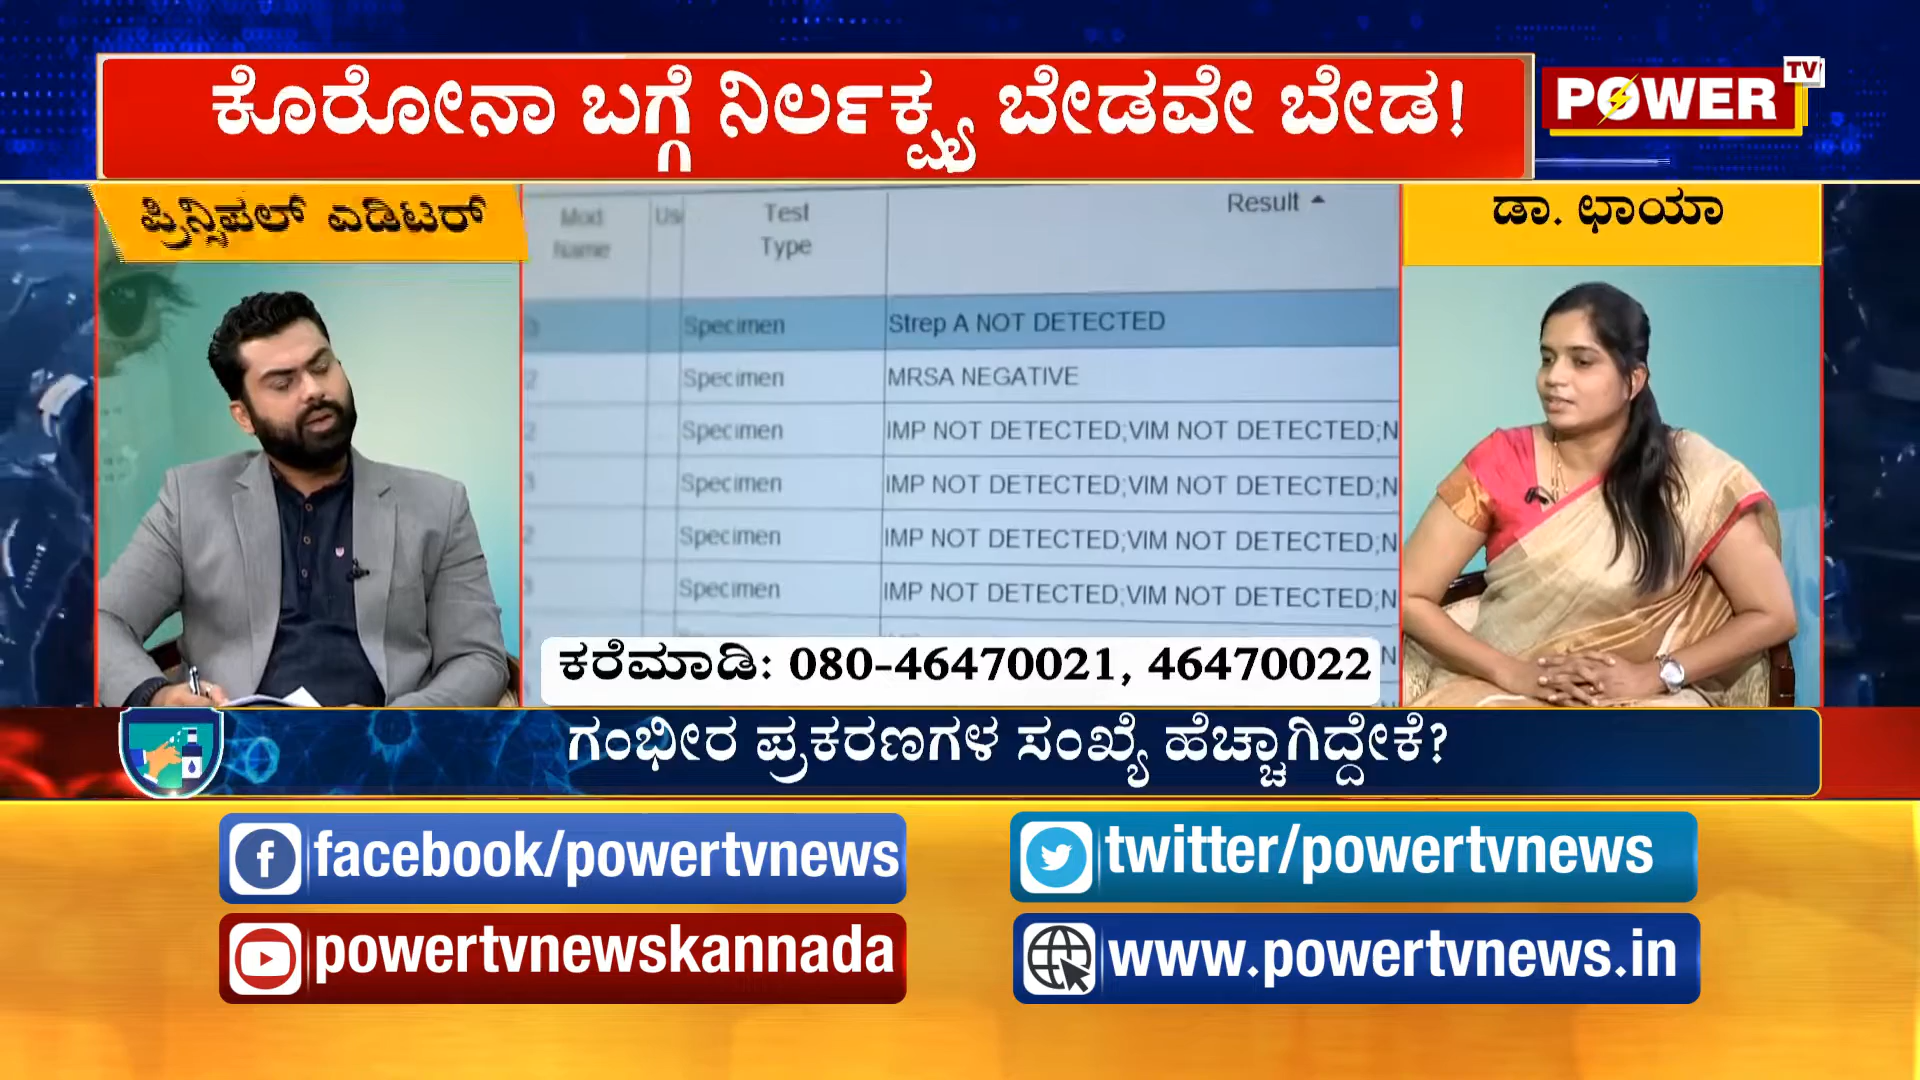 ಕೊರೋನಾ ಬಗ್ಗೆ ನಿರ್ಲಕ್ಷ್ಯ ಬೇಡವೇ ಬೇಡ!
POWER TV
ಪ್ರಿನ್ಸಿಪಲ್ ಎಡಿಟರ್
ಡಾ. ಛಾಯಾ
Mod Us Test Result
Name Type
Specimen Strep A NOT DETECTED
Specimen MRSA NEGATIVE
Specimen IMP NOT DETECTED;VIM NOT DETECTED;N
Specimen IMP NOT DETECTED;VIM NOT DETECTED;N
Specimen IMP NOT DETECTED;VIM NOT DETECTED;N
Specimen IMP NOT DETECTED;VIM NOT DETECTED;N
ಕರೆಮಾಡಿ: 080-46470021, 46470022
ಗಂಭೀರ ಪ್ರಕರಣಗಳ ಸಂಖ್ಯೆ ಹೆಚ್ಚಾಗಿದ್ದೇಕೆ?
facebook/powertvnews
twitter/powertvnews
powertvnewskannada
www.powertvnews.in